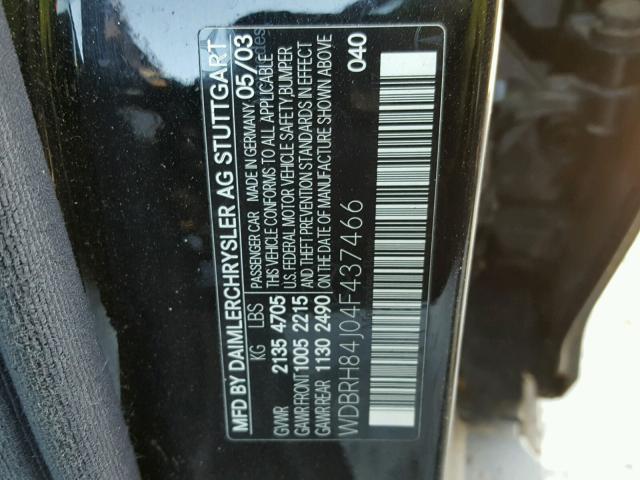 MFD BY DAIMLERCHRYSLER AG STUTTGART
KG LBS PASSENGER CAR MADE IN GERMANY 05/03
GVWR 2135 4705 THIS VEHICLE CONFORMS TO ALL APPLICABLE
U.S. FEDERAL MOTOR VEHICLE SAFETY BUMPER
GAWR FRONT 1005 2215 AND THEFT PREVENTION STANDARDS IN EFFECT
GAWR REAR 1130 2490 ON THE DATE OF MANUFACTURE SHOWN ABOVE
WDBRH84J04F437466 040